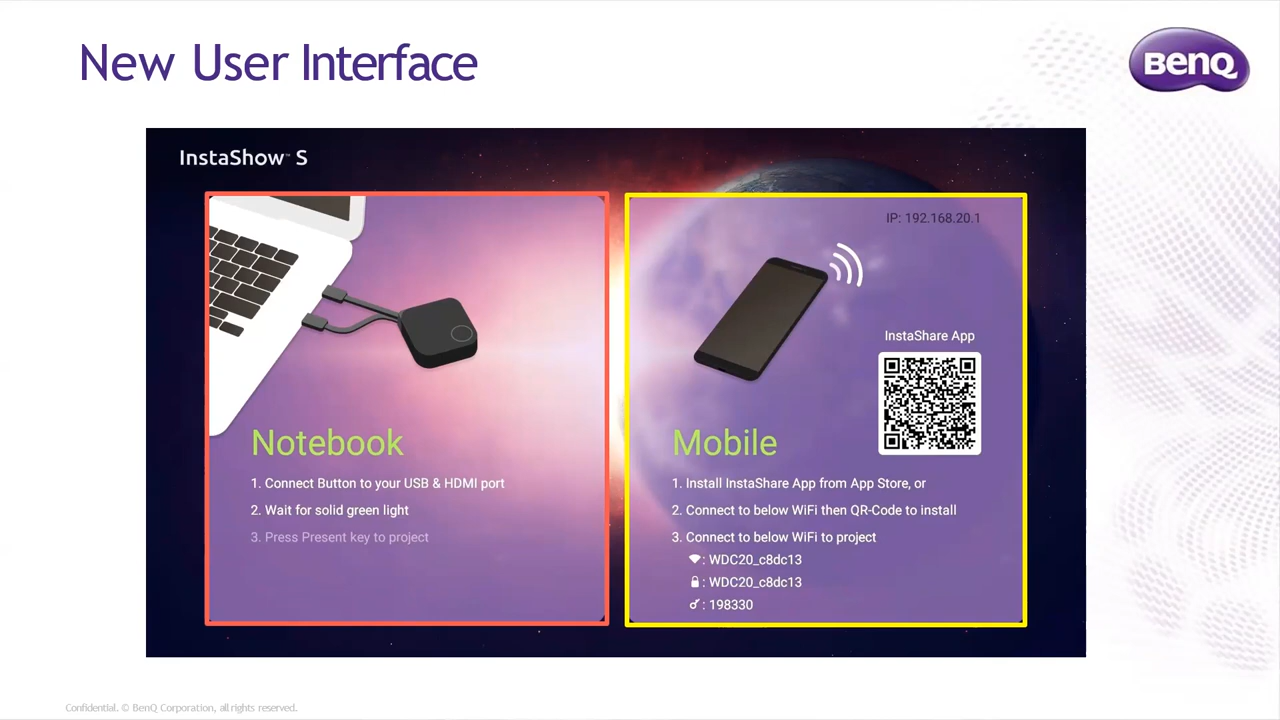 New User Interface
BenQ
InstaShow™ S
IP: 192.168.20.1
InstaShare App
Notebook
1. Connect Button to your USB & HDMI port
2. Wait for solid green light
3. Press Present key to project
Mobile
1. Install InstaShare App from App Store, or
2. Connect to below WiFi then QR-Code to install
3. Connect to below WiFi to project
: WDC20_c8dc13
: WDC20_c8dc13
: 198330
Confidential. © BenQ Corporation, all rights reserved.